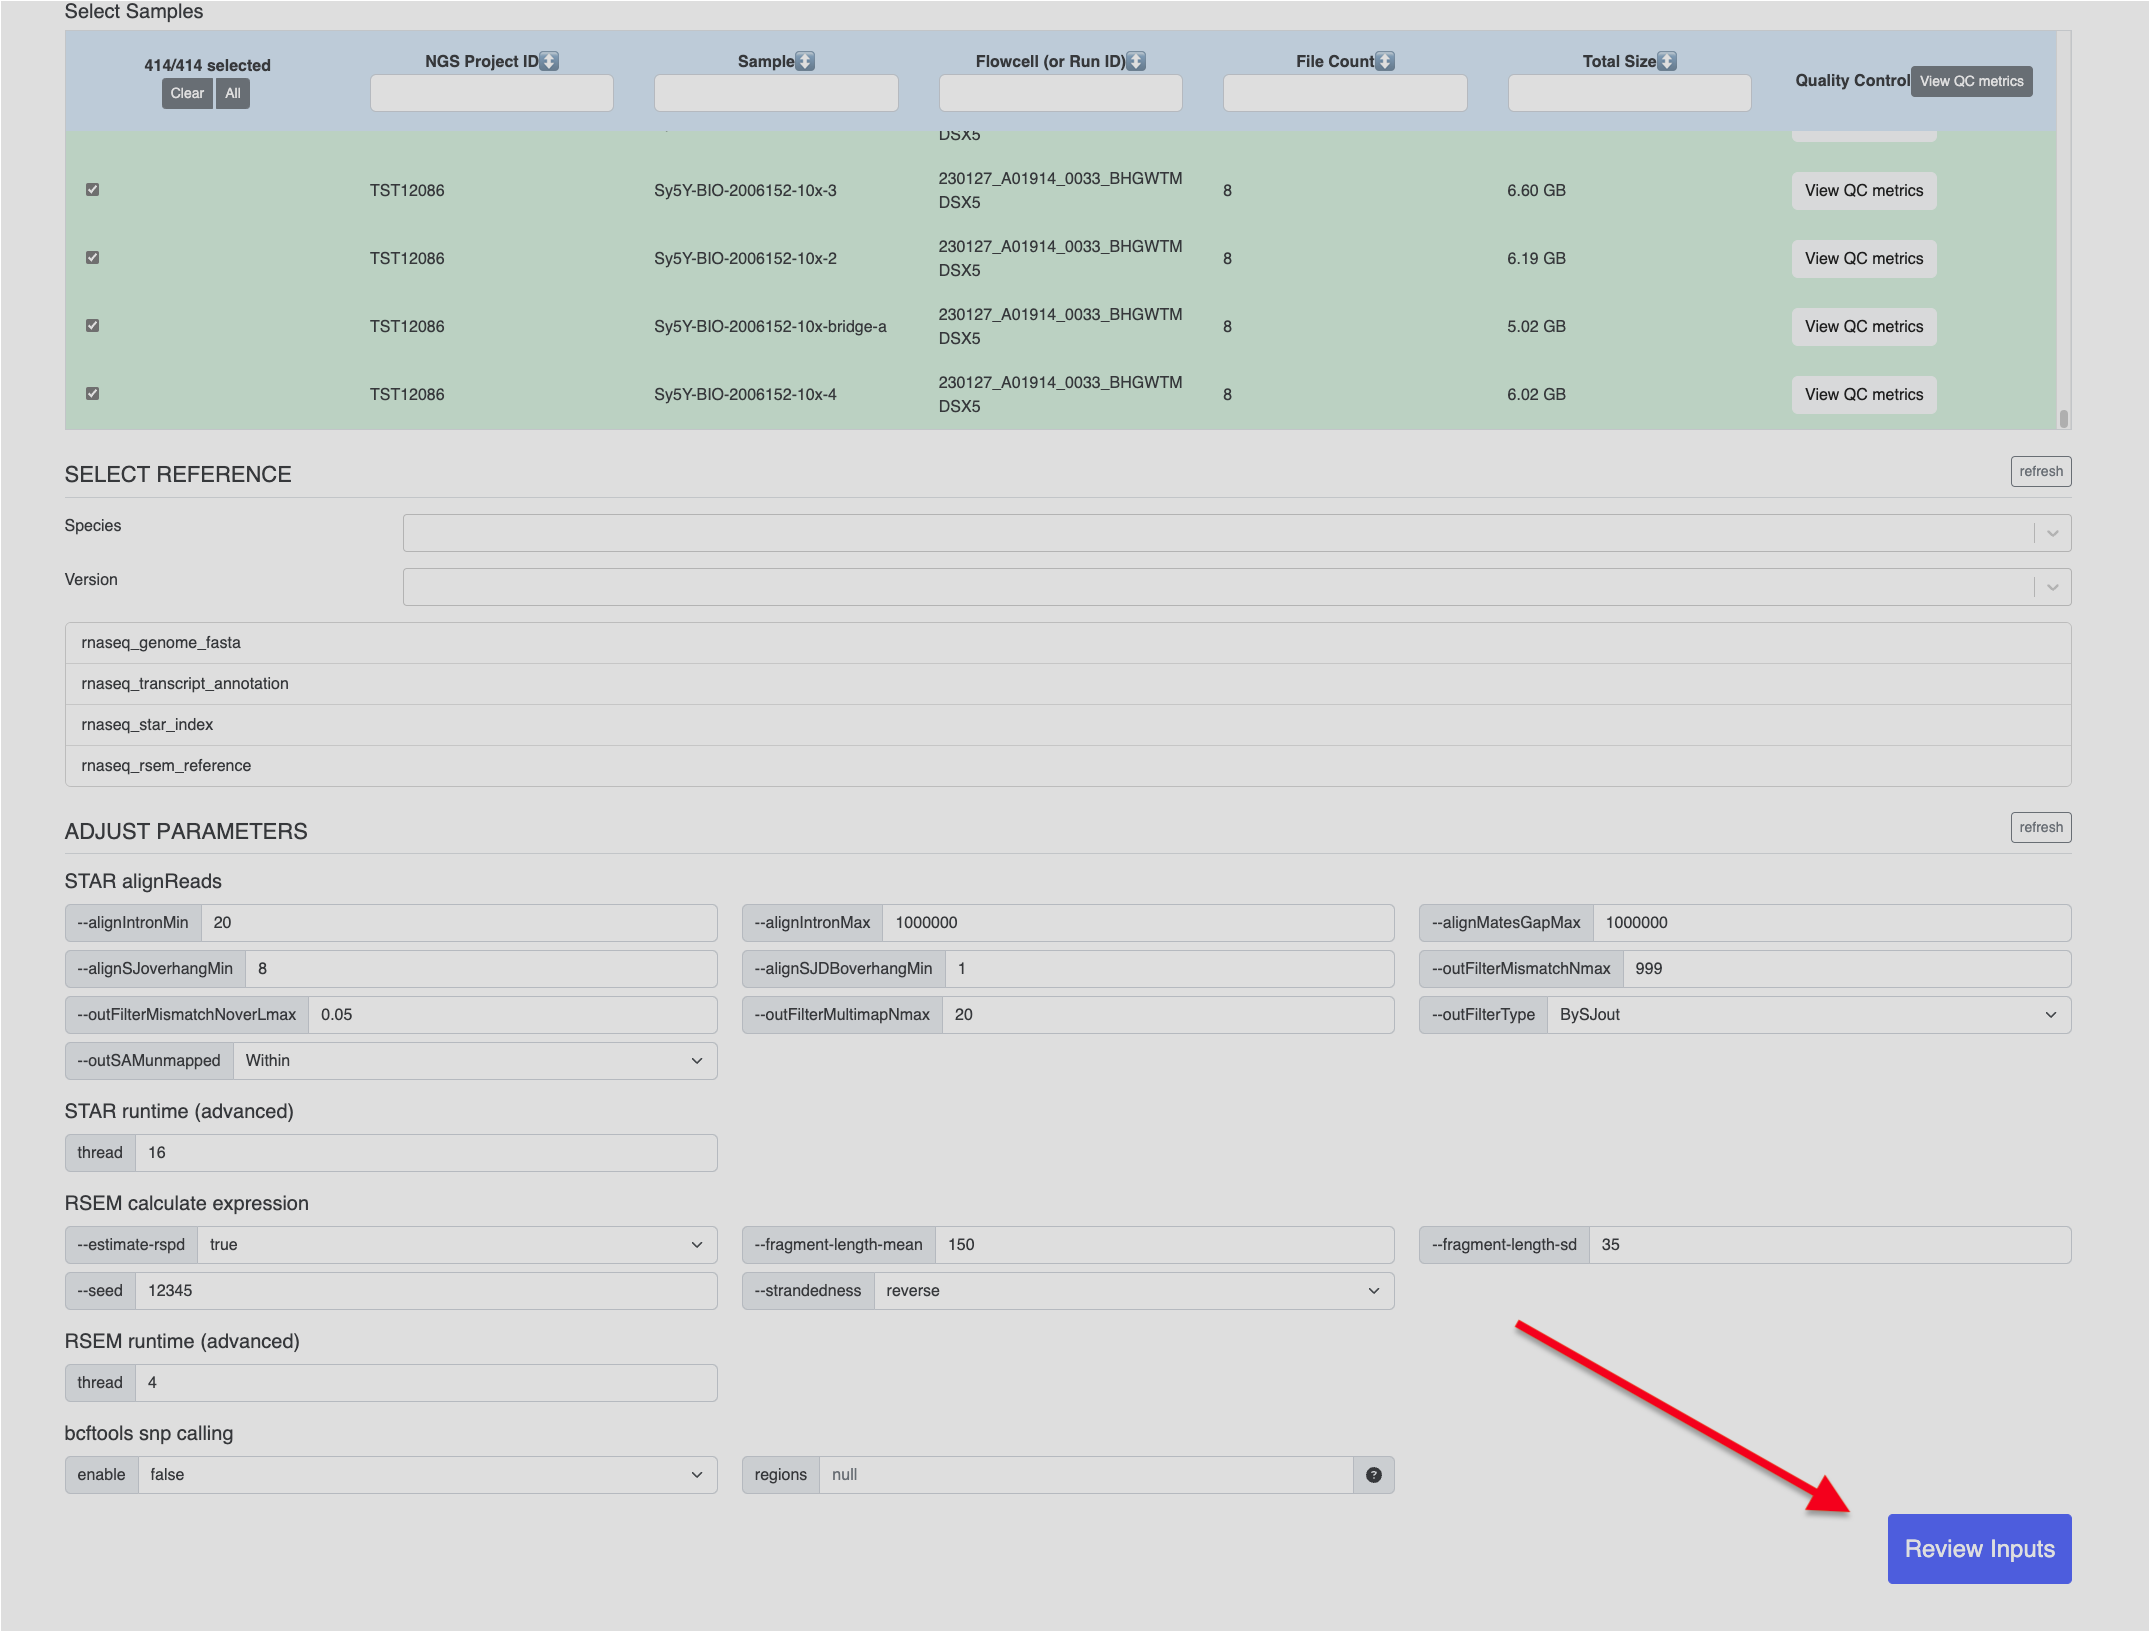 Select Samples
414/414 selected
Clear All
NGS Project ID
Sample
Flowcell (or Run ID)
File Count
Total Size
Quality Control View QC metrics
DSX5
TST12086 Sy5Y-BIO-2006152-10x-3 230127_A01914_0033_BHGWTM 8 6.60 GB View QC metrics
DSX5
TST12086 Sy5Y-BIO-2006152-10x-2 230127_A01914_0033_BHGWTM 8 6.19 GB View QC metrics
DSX5
TST12086 Sy5Y-BIO-2006152-10x-bridge-a 230127_A01914_0033_BHGWTM 8 5.02 GB View QC metrics
DSX5
TST12086 Sy5Y-BIO-2006152-10x-4 230127_A01914_0033_BHGWTM 8 6.02 GB View QC metrics
DSX5
SELECT REFERENCE refresh
Species
Version
rnaseq_genome_fasta
rnaseq_transcript_annotation
rnaseq_star_index
rnaseq_rsem_reference
ADJUST PARAMETERS refresh
STAR alignReads
--alignIntronMin 20 --alignIntronMax 1000000 --alignMatesGapMax 1000000
--alignSJoverhangMin 8 --alignSJDBoverhangMin 1 --outFilterMismatchNmax 999
--outFilterMismatchNoverLmax 0.05 --outFilterMultimapNmax 20 --outFilterType BySJout
--outSAMunmapped Within
STAR runtime (advanced)
thread 16
RSEM calculate expression
--estimate-rspd true --fragment-length-mean 150 --fragment-length-sd 35
--seed 12345 --strandedness reverse
RSEM runtime (advanced)
thread 4
bcftools snp calling
enable false regions null ?
Review Inputs